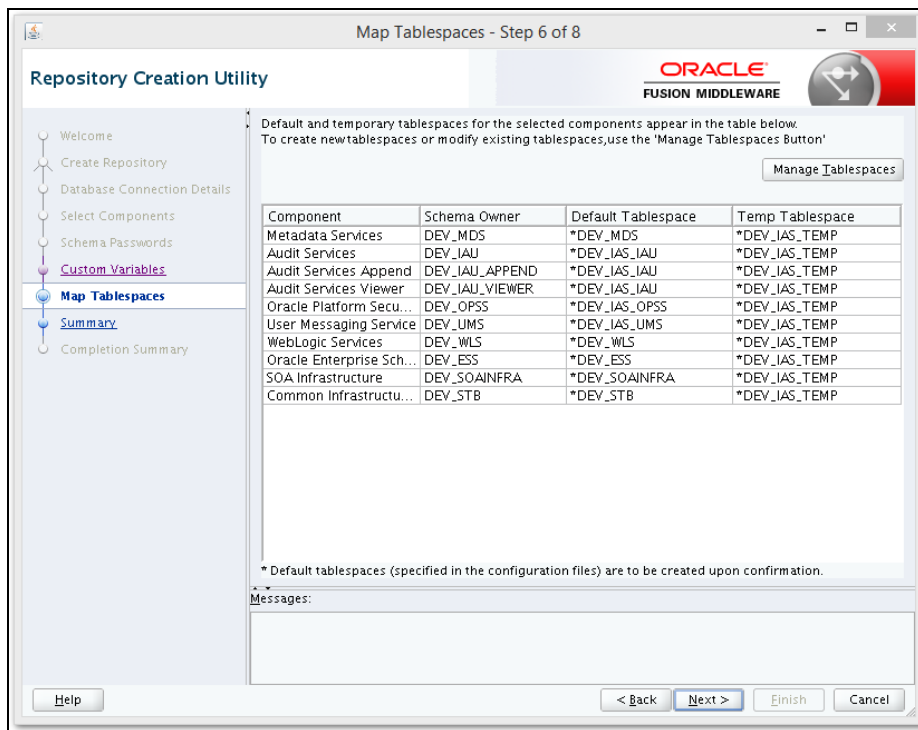 Map Tablespaces - Step 6 of 8
Repository Creation Utility
ORACLE
FUSION MIDDLEWARE
Welcome
Create Repository
Database Connection Details
Select Components
Schema Passwords
Custom Variables
Map Tablespaces
Summary
Completion Summary
Default and temporary tablespaces for the selected components appear in the table below.
To create new tablespaces or modify existing tablespaces,use the 'Manage Tablespaces Button'
Manage Tablespaces
Component Schema Owner Default Tablespace Temp Tablespace
Metadata Services DEV_MDS *DEV_MDS *DEV_IAS_TEMP
Audit Services DEV_IAU *DEV_IAS_IAU *DEV_IAS_TEMP
Audit Services Append DEV_IAU_APPEND *DEV_IAS_IAU *DEV_IAS_TEMP
Audit Services Viewer DEV_IAU_VIEWER *DEV_IAS_IAU *DEV_IAS_TEMP
Oracle Platform Secu... DEV_OPSS *DEV_IAS_OPSS *DEV_IAS_TEMP
User Messaging Service DEV_UMS *DEV_IAS_UMS *DEV_IAS_TEMP
WebLogic Services DEV_WLS *DEV_WLS *DEV_IAS_TEMP
Oracle Enterprise Sch... DEV_ESS *DEV_ESS *DEV_IAS_TEMP
SOA Infrastructure DEV_SOAINFRA *DEV_SOAINFRA *DEV_IAS_TEMP
Common Infrastructu... DEV_STB *DEV_STB *DEV_IAS_TEMP
* Default tablespaces (specified in the configuration files) are to be created upon confirmation.
Messages:
Help
< Back
Next >
Finish
Cancel